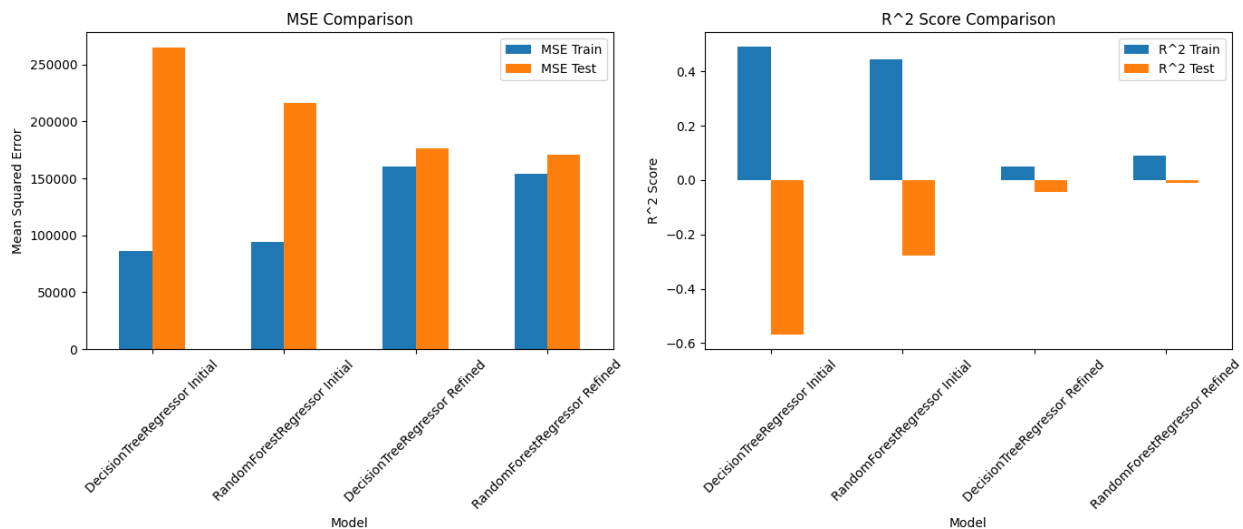 MSE Comparison
MSE Train
MSE Test
Mean Squared Error
250000
200000
150000
100000
50000
0
DecisionTreeRegressor Initial
RandomForestRegressor Initial
DecisionTreeRegressor Refined
RandomForestRegressor Refined
Model
R^2 Score Comparison
R^2 Train
R^2 Test
R^2 Score
0.4
0.2
0.0
−0.2
−0.4
−0.6
DecisionTreeRegressor Initial
RandomForestRegressor Initial
DecisionTreeRegressor Refined
RandomForestRegressor Refined
Model